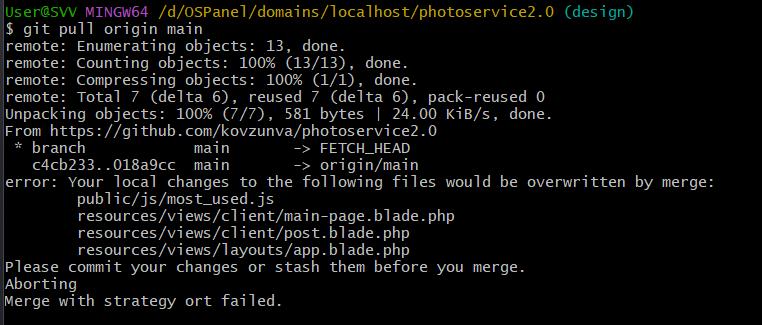 User@SVV MINGW64 /d/OSPanel/domains/localhost/photoservice2.0 (design)
$ git pull origin main
remote: Enumerating objects: 13, done.
remote: Counting objects: 100% (13/13), done.
remote: Compressing objects: 100% (1/1), done.
remote: Total 7 (delta 6), reused 7 (delta 6), pack-reused 0
Unpacking objects: 100% (7/7), 581 bytes | 24.00 KiB/s, done.
From https://github.com/kovzunva/photoservice2.0
 * branch            main       -> FETCH_HEAD
   c4cb233..018a9cc  main       -> origin/main
error: Your local changes to the following files would be overwritten by merge:
        public/js/most_used.js
        resources/views/client/main-page.blade.php
        resources/views/client/post.blade.php
        resources/views/layouts/app.blade.php
Please commit your changes or stash them before you merge.
Aborting
Merge with strategy ort failed.